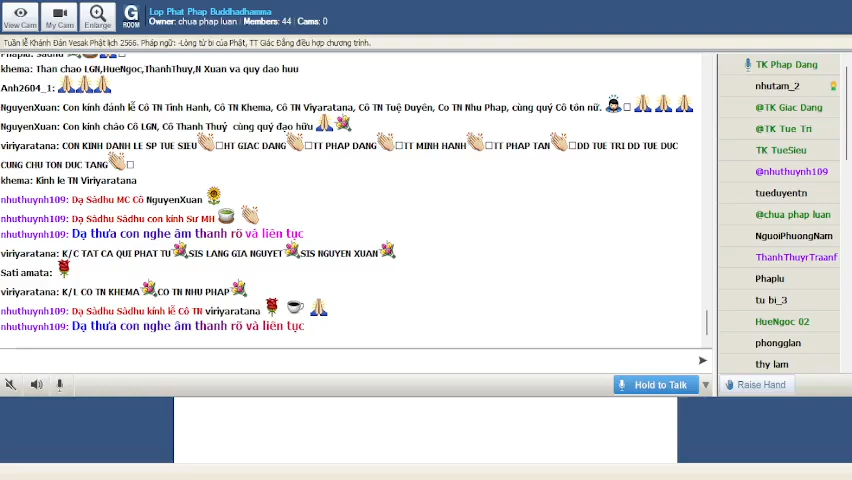 View Cam
My Cam
Enlarge
G
ROOM
Lop Phat Phap Buddhadhamma
Owner: chua phap luan : Members: 44 : Cams: 0
Tuần lễ Khánh Đản Vesak Phật lịch 2566. Pháp ngữ: -Lòng từ bi của Phật, TT Giác Đẳng điều hợp chương trình.
khema: Than chao LGN,HueNgoc,ThanhThuy,N Xuan va quy dao huu
Anh2604_1:
NguyenXuan: Con kính đảnh lễ Cô TN Tinh Hanh, Cô TN Khema, Cô TN Viyaratana, Cô TN Tuệ Duyên, Co TN Nhu Phap, cùng quý Cô tôn nữ.
NguyenXuan: Con kính chảo Cô LGN, Cô Thanh Thuý cùng quý đạo hữu
viriyaratana: CON KINH DANH LE SP TUE SIEU HT GIAC DANG TT PHAP DANG TT MINH HANH TT PHAP TAN DD TUE TRI DD TUE DUC
CUNG CHU TON DUC TANG
khema: Kinh le TN Viriyaratana
nhuthuynh109: Dạ Sàdhu MC Cô NguyenXuan
nhuthuynh109: Dạ Sàdhu Sàdhu con kính Sư MH
nhuthuynh109: Dạ thưa con nghe âm thanh rõ và liên tục
viriyaratana: K/C TAT CA QUI PHAT TU SIS LANG GIA NGUYET SIS NGUYEN XUAN
Sati amata:
viriyaratana: K/L CO TN KHEMA CO TN NHU PHAP
nhuthuynh109: Dạ Sàdhu Sàdhu kính lễ Cô TN viriyaratana
nhuthuynh109: Dạ thưa con nghe âm thanh rõ và liên tục
Hold to Talk
TK Phap Dang
nhutam_2
@TK Giac Dang
@TK Tue Tri
TK TueSieu
@nhuthuynh109
tueduyentn
@chua phap luan
NguoiPhuongNam
ThanhThuyrTraanf
Phaplu
tu bi_3
HueNgoc 02
phongglan
thy lam
Raise Hand